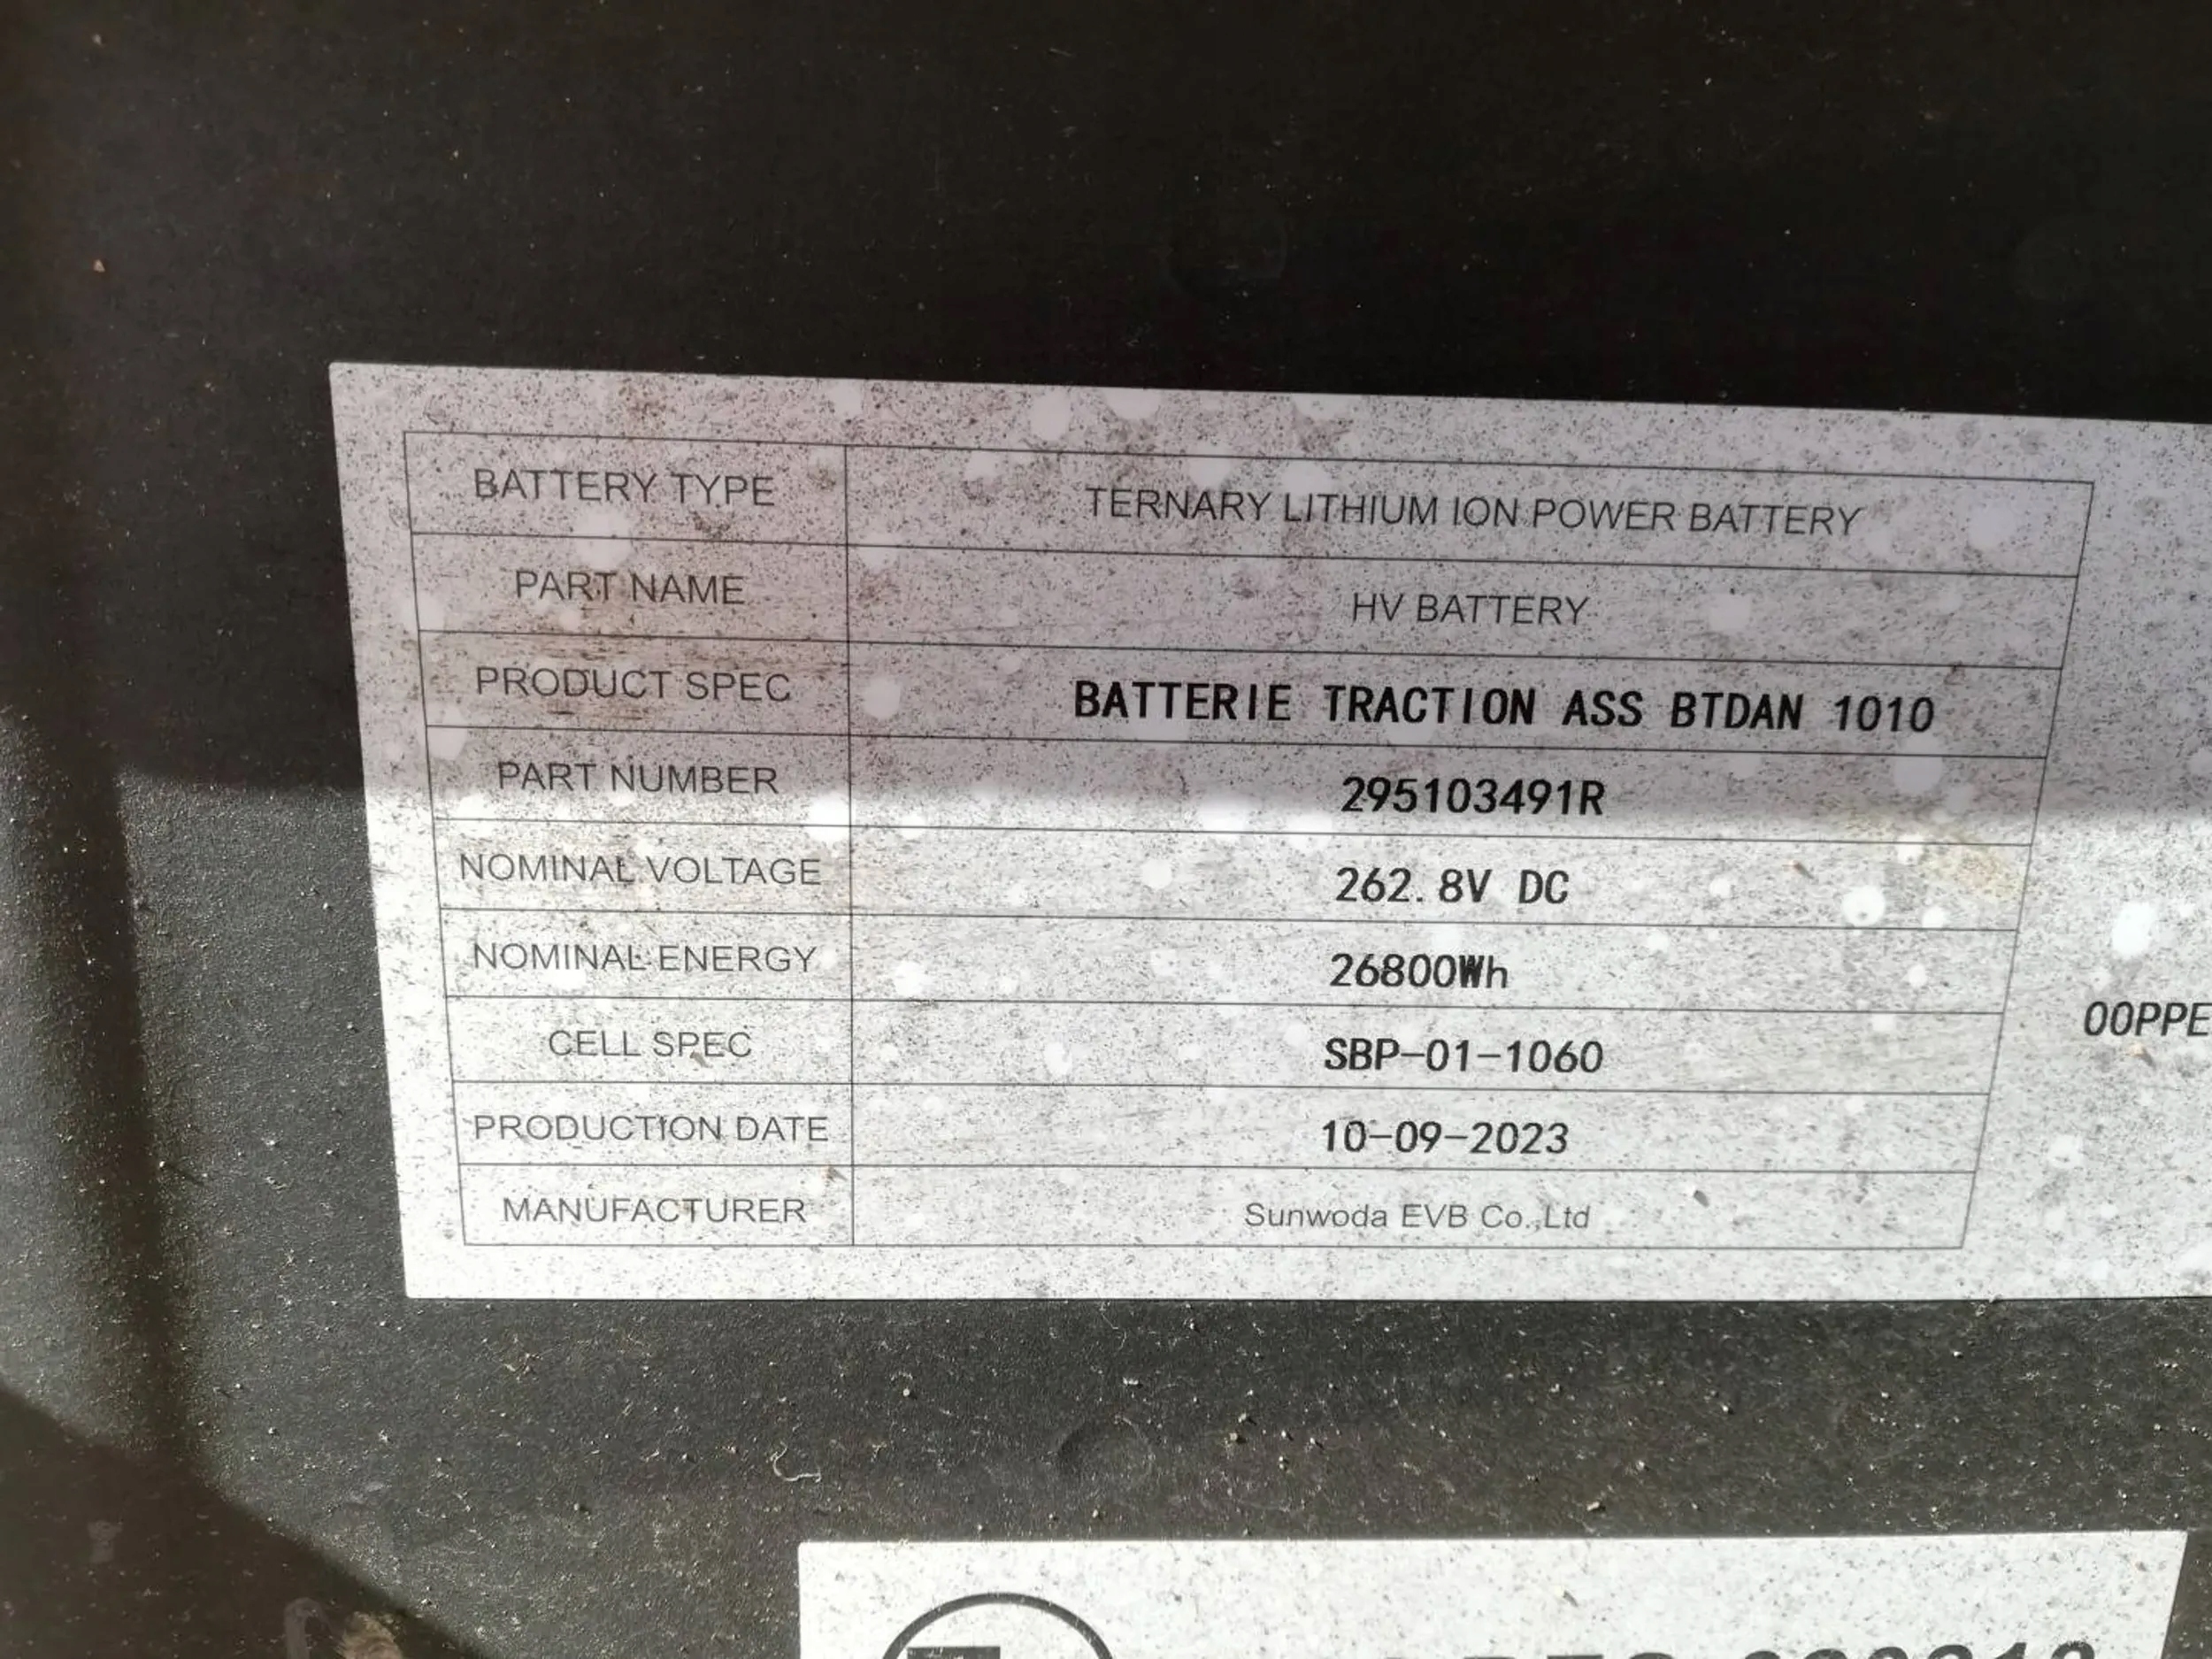 BATTERY TYPE TERNARY LITHIUM ION POWER BATTERY
PART NAME HV BATTERY
PRODUCT SPEC BATTERIE TRACTION ASS BTDAN 1010
PART NUMBER 295103491R
NOMINAL VOLTAGE 262.8V DC
NOMINAL ENERGY 26800Wh
00PPE
CELL SPEC SBP-01-1060
PRODUCTION DATE 10-09-2023
MANUFACTURER Sunwoda EVB Co.,Ltd